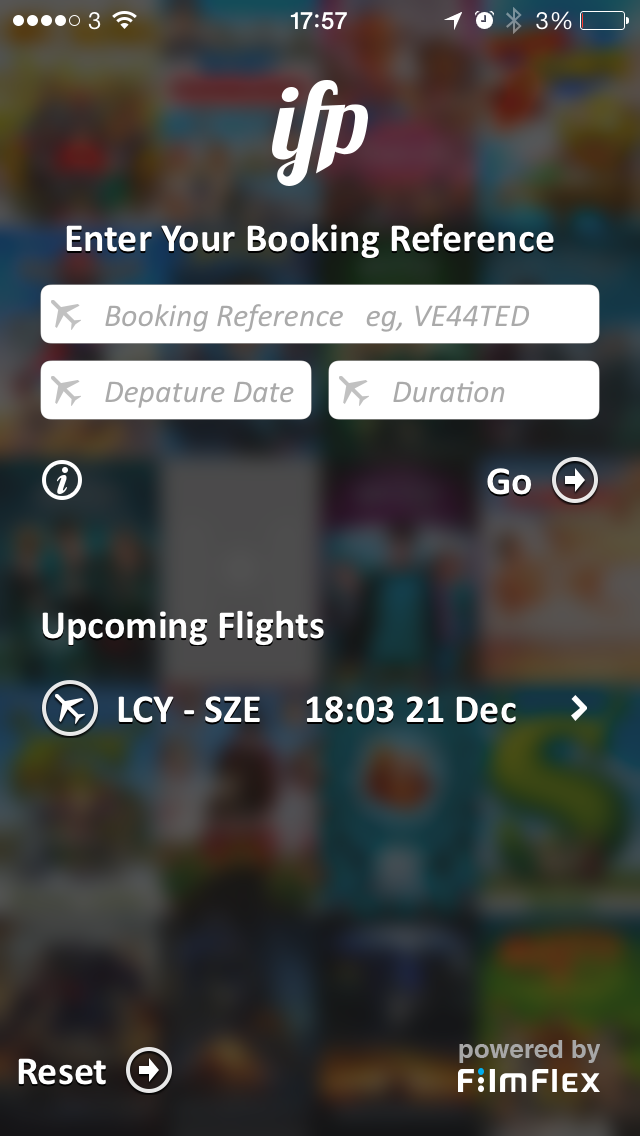 3 17:57 3%
ifp
Enter Your Booking Reference
Booking Reference eg, VE44TED
Depature Date Duration
i Go
Upcoming Flights
LCY - SZE 18:03 21 Dec
powered by
Reset FilmFlex